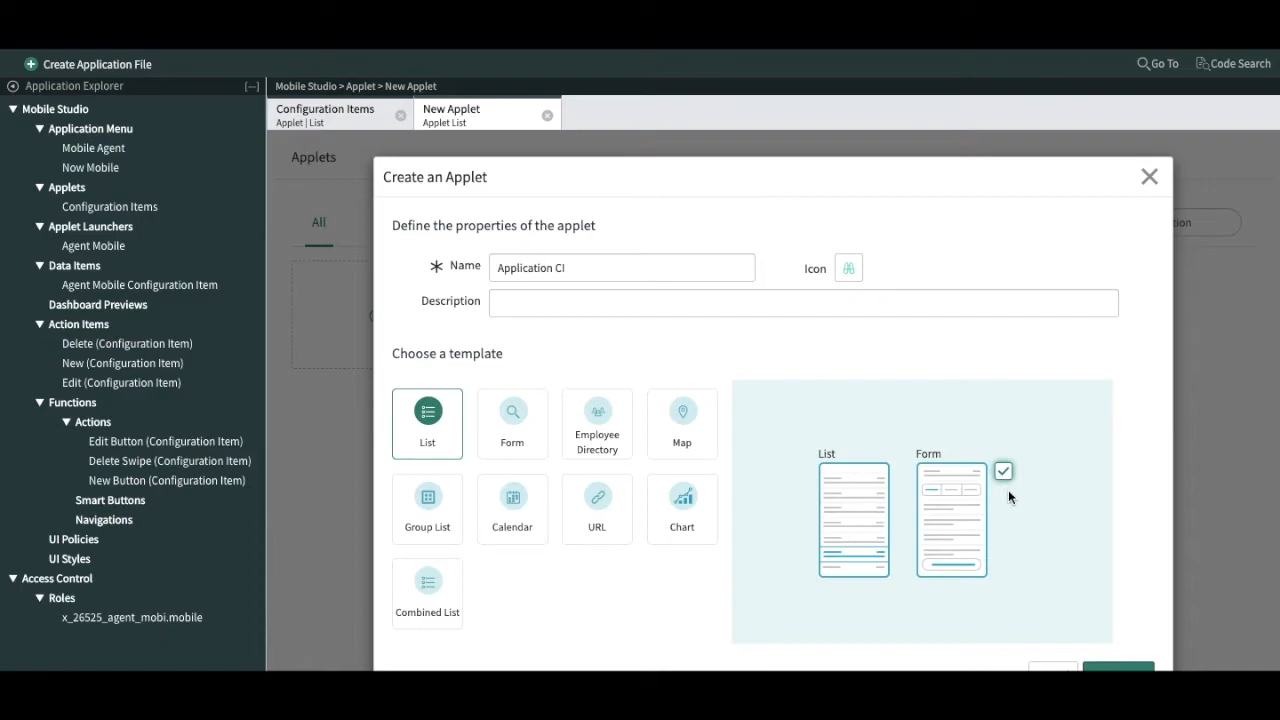 Create Application File
Go To
Code Search
Application Explorer
[—]
Mobile Studio > Applet > New Applet
Mobile Studio
Application Menu
Mobile Agent
Now Mobile
Applets
Configuration Items
Applet Launchers
Agent Mobile
Data Items
Agent Mobile Configuration Item
Dashboard Previews
Action Items
Delete (Configuration Item)
New (Configuration Item)
Edit (Configuration Item)
Functions
Actions
Edit Button (Configuration Item)
Delete Swipe (Configuration Item)
New Button (Configuration Item)
Smart Buttons
Navigations
UI Policies
UI Styles
Access Control
Roles
x_26525_agent_mobi.mobile
Configuration Items
Applet | List
New Applet
Applet List
Applets
All
tion
Create an Applet
Define the properties of the applet
Name
Application CI
Icon
Description
Choose a template
List
Form
Employee
Directory
Map
Group List
Calendar
URL
Chart
Combined List
List
Form